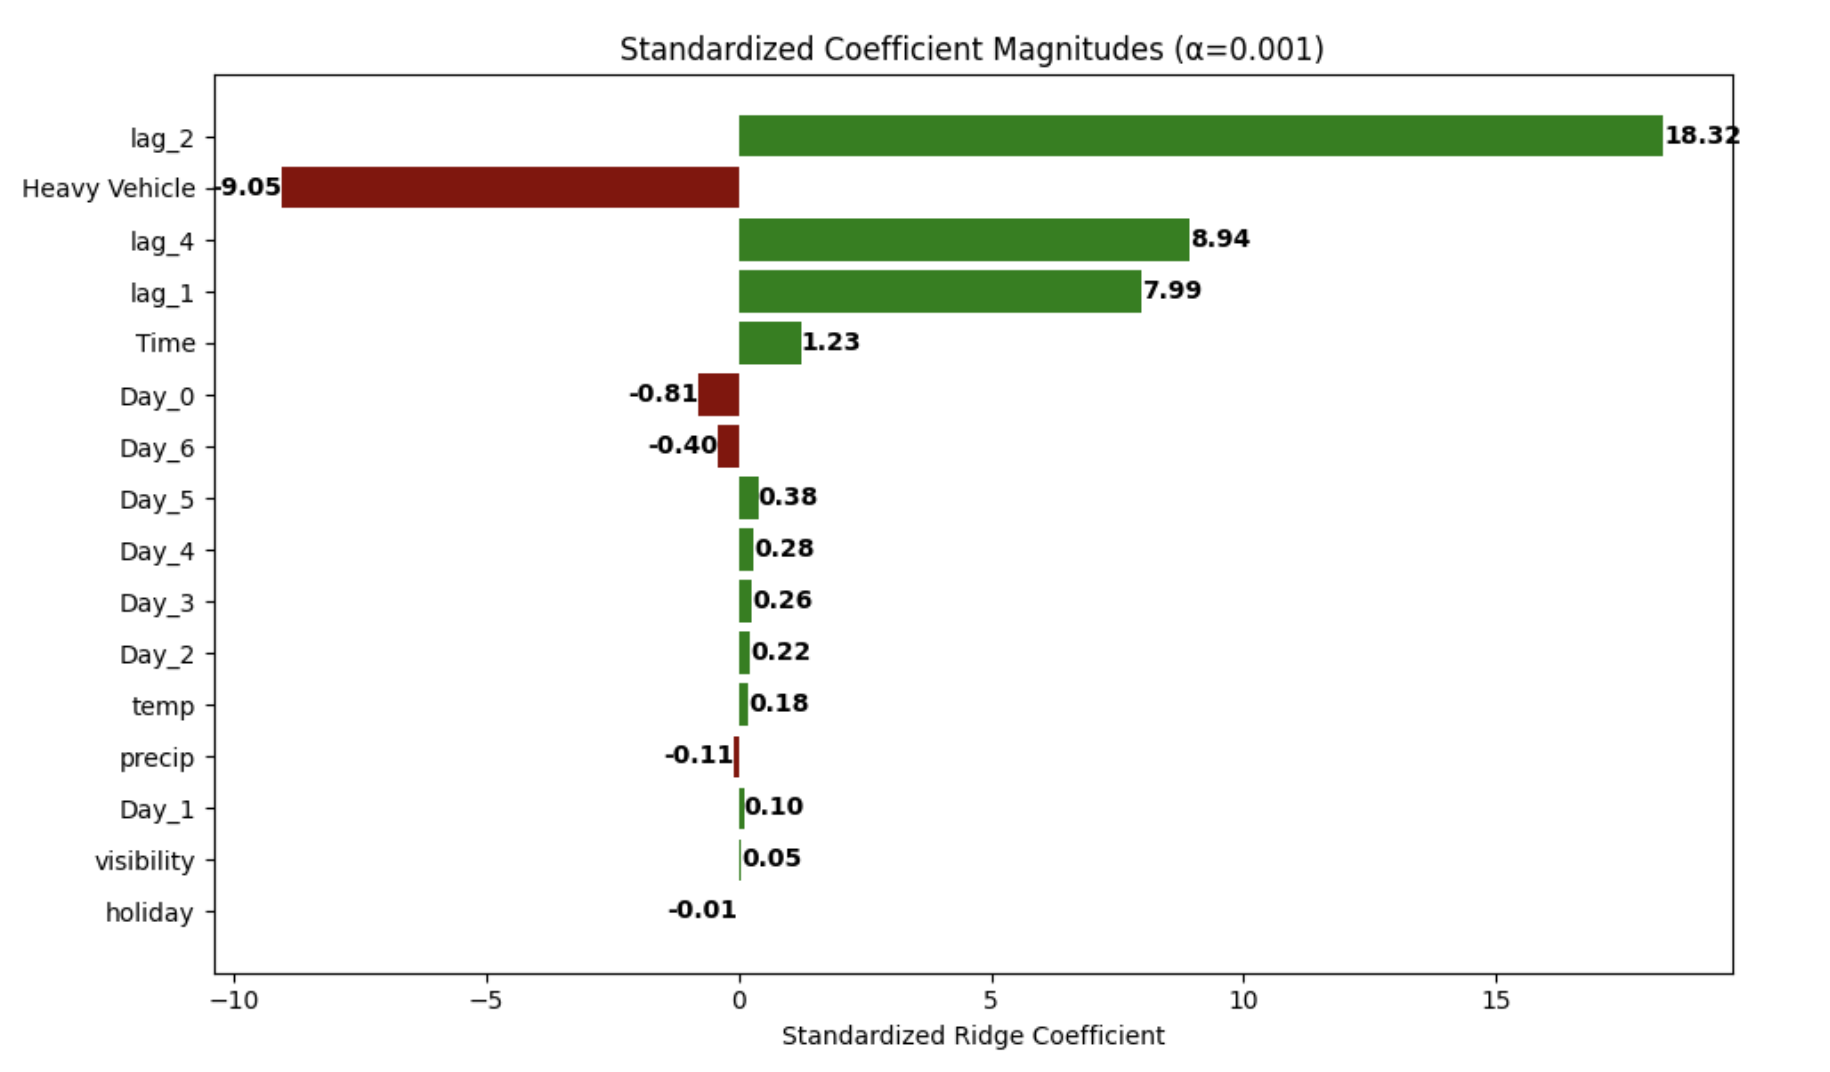 Standardized Coefficient Magnitudes (α=0.001)
lag_2 18.32
Heavy Vehicle -9.05
lag_4 8.94
lag_1 7.99
Time 1.23
Day_0 -0.81
Day_6 -0.40
Day_5 0.38
Day_4 0.28
Day_3 0.26
Day_2 0.22
temp 0.18
precip -0.11
Day_1 0.10
visibility 0.05
holiday -0.01
−10 −5 0 5 10 15
Standardized Ridge Coefficient